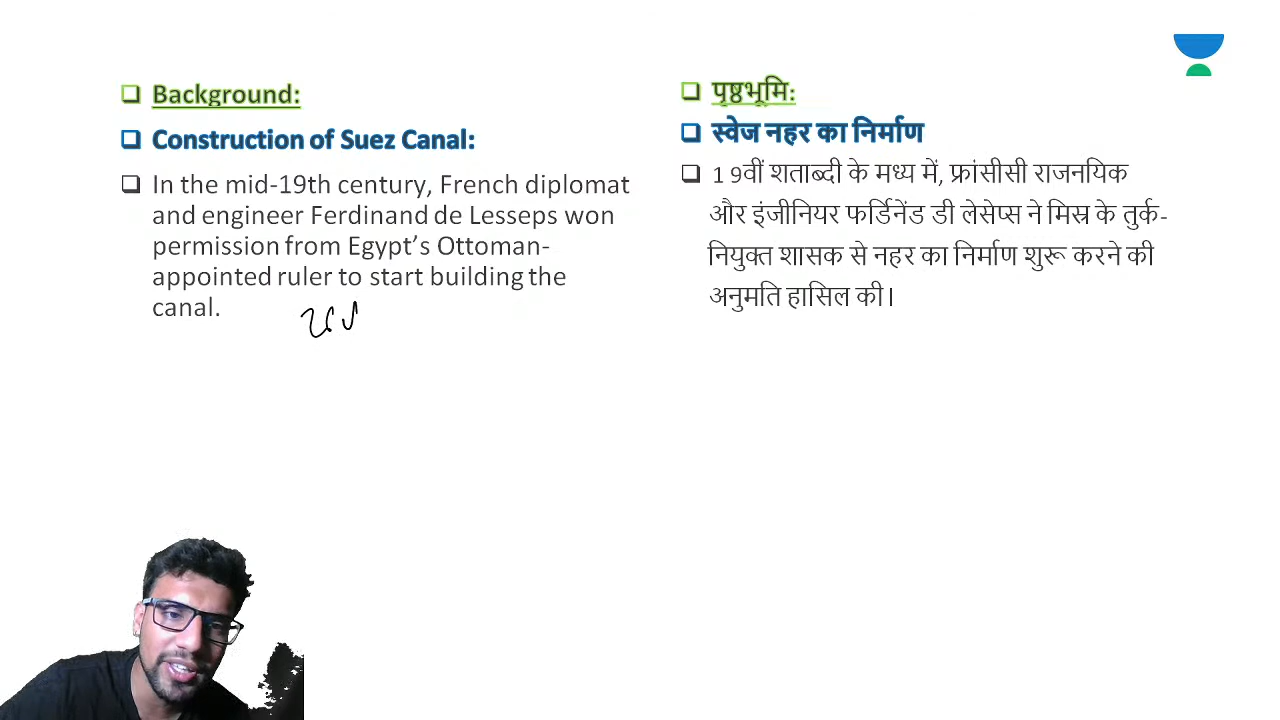 Background:
Construction of Suez Canal:
In the mid-19th century, French diplomat
and engineer Ferdinand de Lesseps won
permission from Egypt's Ottoman-
appointed ruler to start building the
canal.
पृष्ठभूमि:
स्वेज नहर का निर्माण
19वीं शताब्दी के मध्य में, फ्रांसीसी राजनयिक
और इंजीनियर फर्डिनेंड डी लेसेप्स ने मिस्र के तुर्क-
नियुक्त शासक से नहर का निर्माण शुरू करने की
अनुमति हासिल की।